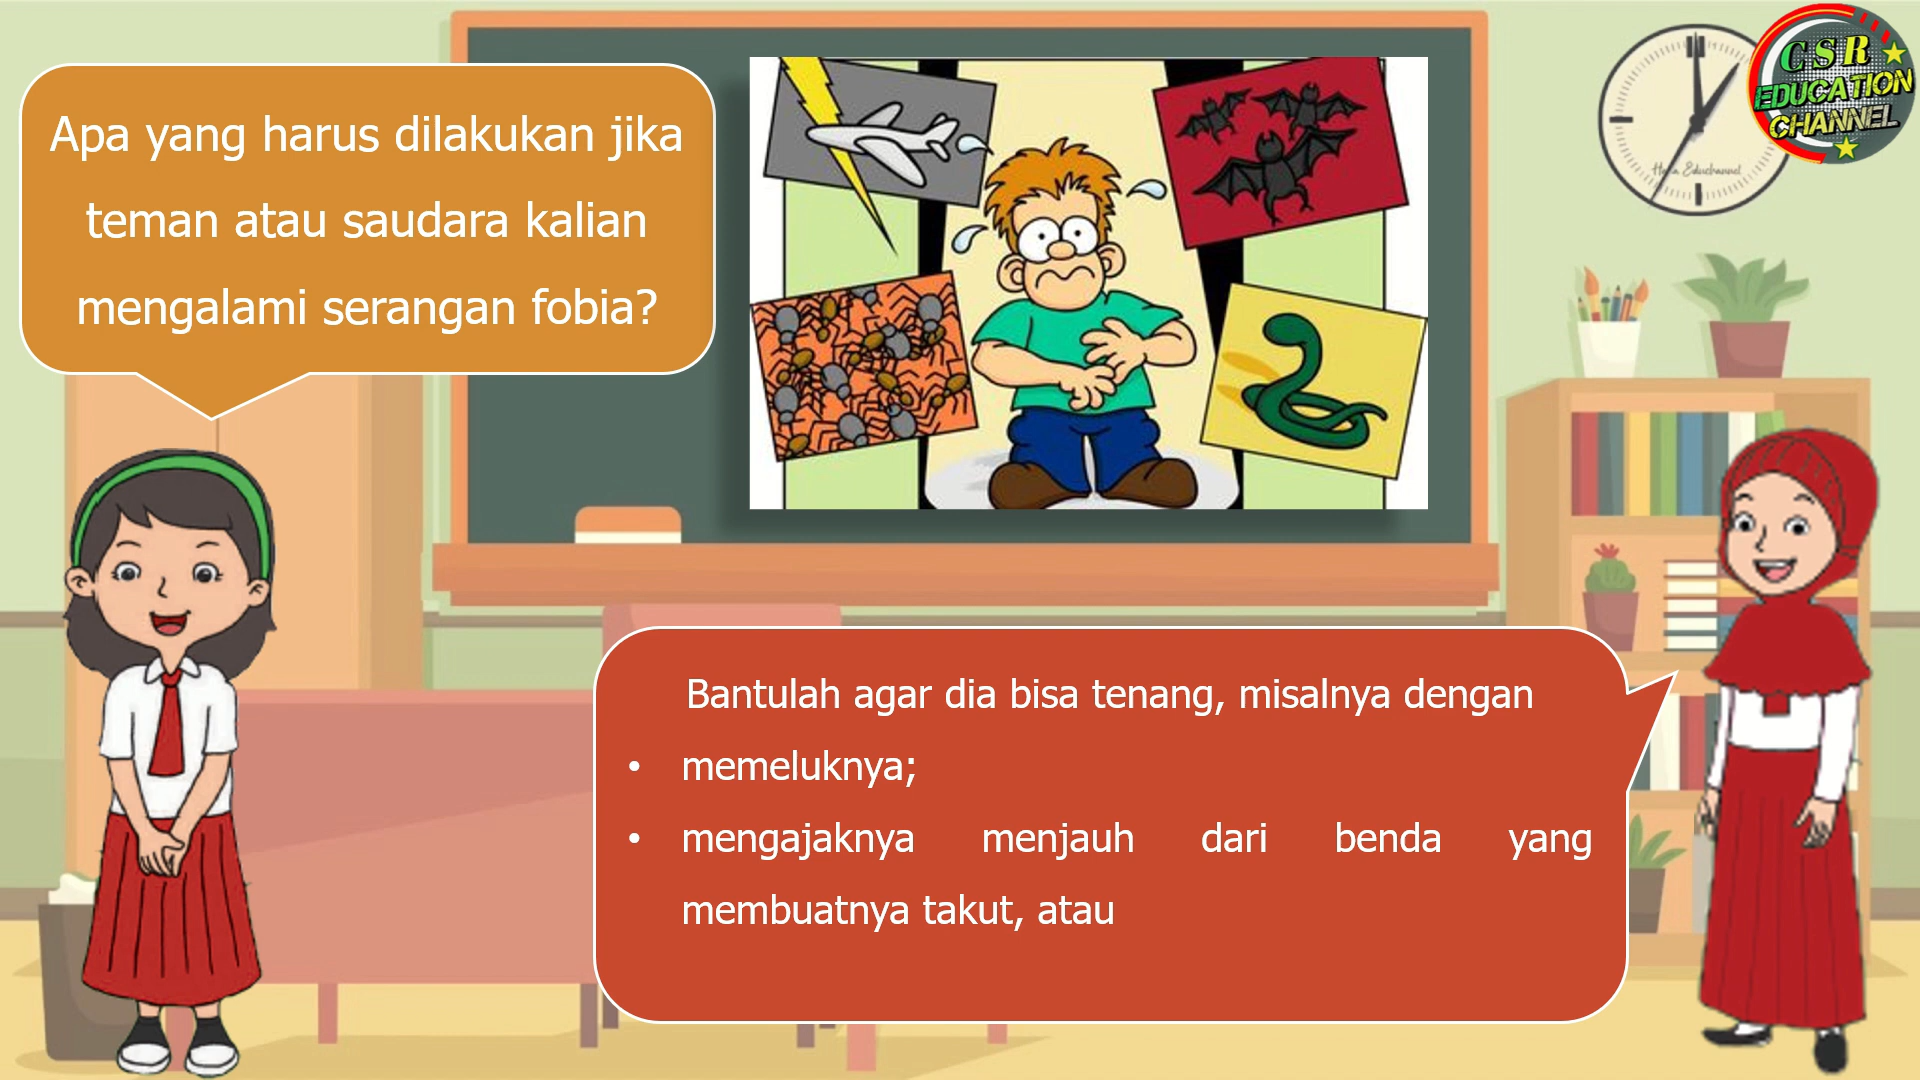 Apa yang harus dilakukan jika
teman atau saudara kalian
mengalami serangan fobia?
CSR
EDUCATION
CHANNEL
Bantulah agar dia bisa tenang, misalnya dengan
• memeluknya;
• mengajaknya menjauh dari benda yang
membuatnya takut, atau